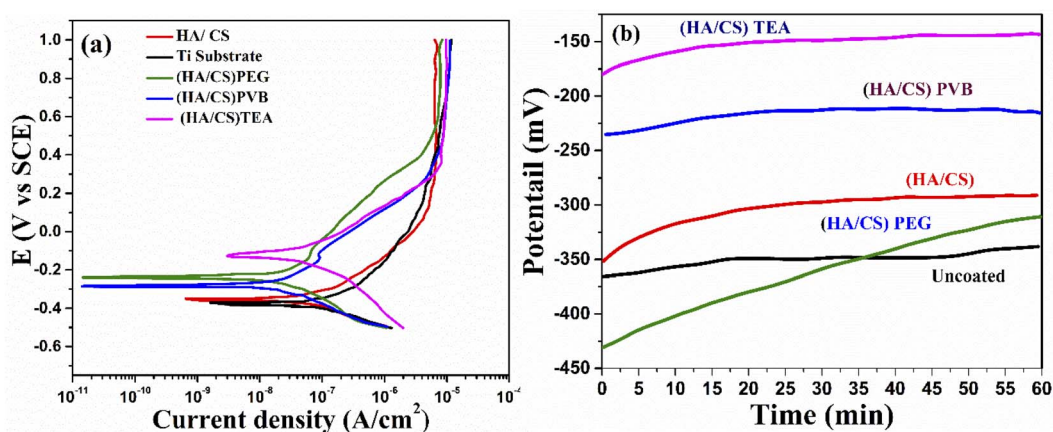 (a)
HA/ CS
Ti Substrate
(HA/CS)PEG
(HA/CS)PVB
(HA/CS)TEA
E (V vs SCE)
1.0
0.8
0.6
0.4
0.2
0.0
-0.2
-0.4
-0.6
10⁻¹¹ 10⁻¹⁰ 10⁻⁹ 10⁻⁸ 10⁻⁷ 10⁻⁶ 10⁻⁵ 10⁻⁴
Current density (A/cm²)
(b)
(HA/CS) TEA
(HA/CS) PVB
(HA/CS)
(HA/CS) PEG
Uncoated
Potentail (mV)
-150
-200
-250
-300
-350
-400
-450
0 5 10 15 20 25 30 35 40 45 50 55 60
Time (min)